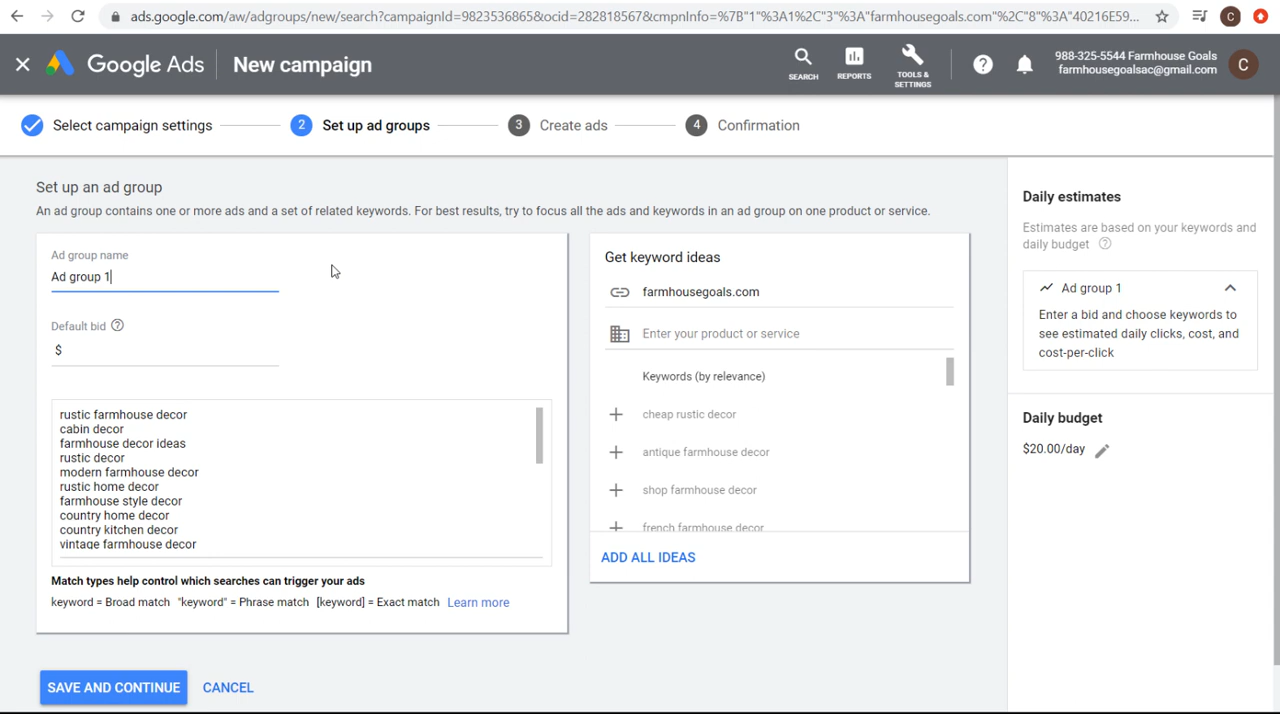 ads.google.com/aw/adgroups/new/search?campaignId=9823536865&ocid=282818567&cmpnInfo=%7B"1"%3A1%2C"3"%3A"farmhousegoals.com"%2C"8"%3A"40216E59...
C
Google Ads
New campaign
SEARCH
REPORTS
TOOLS &
SETTINGS
?
988-325-5544 Farmhouse Goals
farmhousegoalsac@gmail.com
C
Select campaign settings
2 Set up ad groups
3 Create ads
4 Confirmation
Set up an ad group
An ad group contains one or more ads and a set of related keywords. For best results, try to focus all the ads and keywords in an ad group on one product or service.
Ad group name
Ad group 1
Default bid ?
$
rustic farmhouse decor
cabin decor
farmhouse decor ideas
rustic decor
modern farmhouse decor
rustic home decor
farmhouse style decor
country home decor
country kitchen decor
vintage farmhouse decor
Match types help control which searches can trigger your ads
keyword = Broad match "keyword" = Phrase match [keyword] = Exact match Learn more
SAVE AND CONTINUE
CANCEL
Get keyword ideas
farmhousegoals.com
Enter your product or service
Keywords (by relevance)
cheap rustic decor
antique farmhouse decor
shop farmhouse decor
french farmhouse decor
ADD ALL IDEAS
Daily estimates
Estimates are based on your keywords and
daily budget ?
Ad group 1
Enter a bid and choose keywords to
see estimated daily clicks, cost, and
cost-per-click
Daily budget
$20.00/day